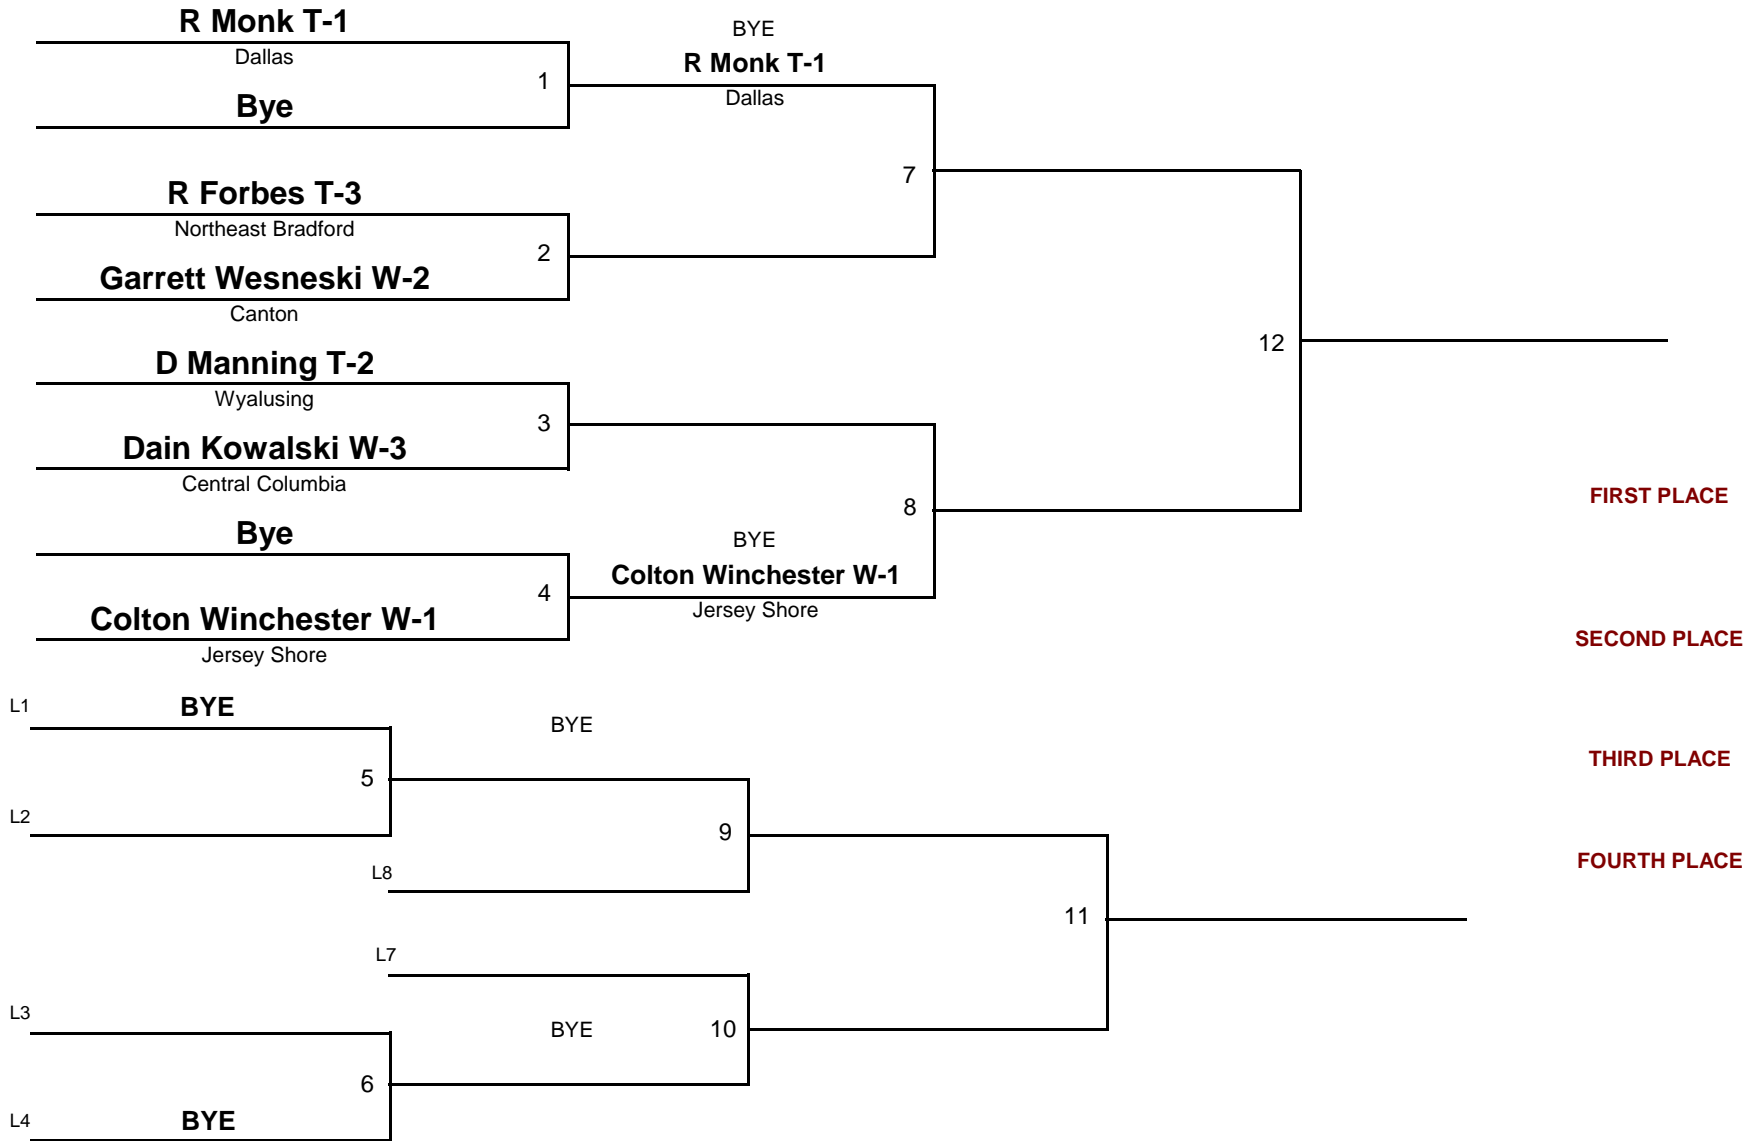 R Monk T-1
Dallas
1
Bye
BYE
R Monk T-1
Dallas
7
R Forbes T-3
Northeast Bradford
2
Garrett Wesneski W-2
Canton
12
D Manning T-2
Wyalusing
3
Dain Kowalski W-3
Central Columbia
8
Bye
BYE
Colton Winchester W-1
Jersey Shore
4
Colton Winchester W-1
Jersey Shore
FIRST PLACE
SECOND PLACE
THIRD PLACE
FOURTH PLACE
L1
BYE
BYE
5
L2
9
L8
11
L7
L3
BYE
10
6
L4
BYE